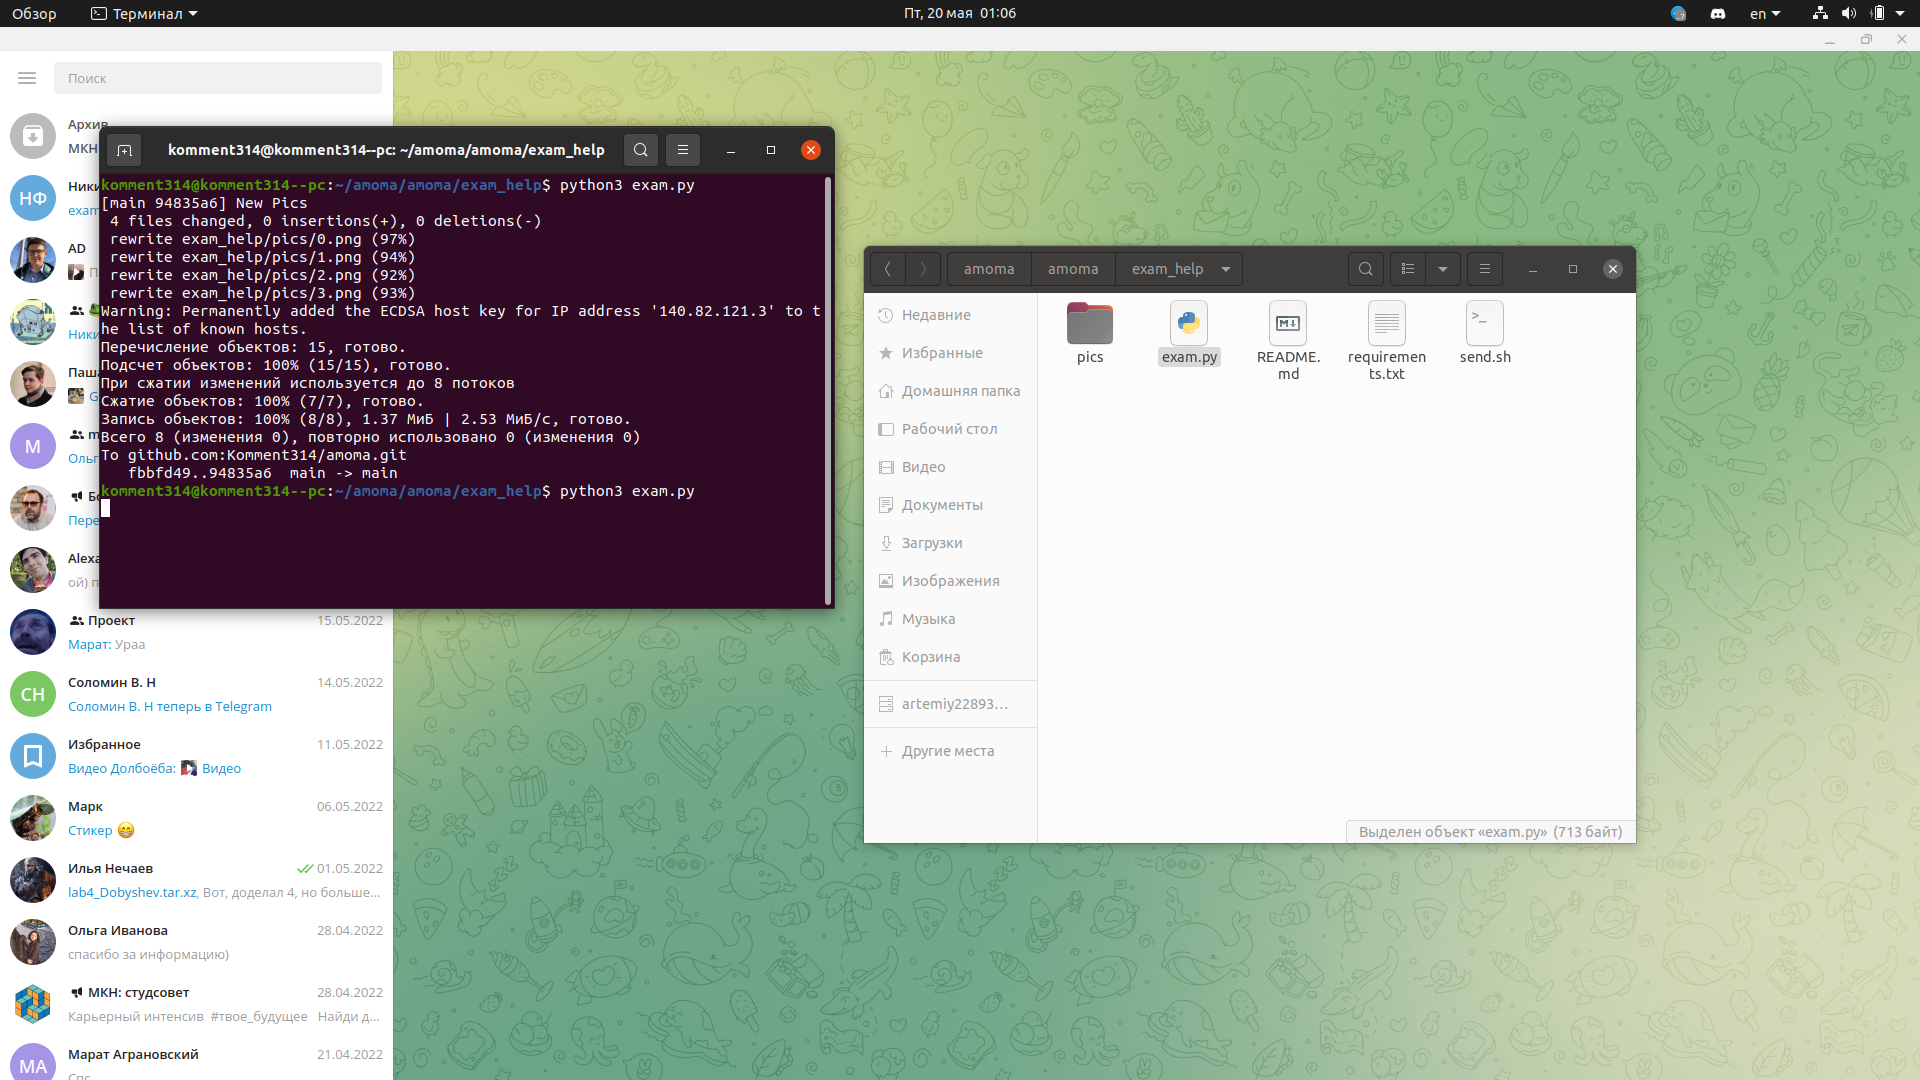 Обзор
Терминал
Пт, 20 мая 01:06
en
Поиск
Архив
МКН
НФ
Ники
exam
AD
Ники
Паша
G
М
m
Ольг
Бо
Пере
Alexa
ой) п
Проект 15.05.2022
Марат: Ураа
СН
Соломин В. Н 14.05.2022
Соломин В. Н теперь в Telegram
Избранное 11.05.2022
Видео Долбоёба: Видео
Марк 06.05.2022
Стикер 😁
Илья Нечаев 01.05.2022
lab4_Dobyshev.tar.xz, Вот, доделал 4, но больше...
Ольга Иванова 28.04.2022
спасибо за информацию)
МКН: студсовет 28.04.2022
Карьерный интенсив #твое_будущее Найди д...
МА
Марат Аграновский 21.04.2022
Спс
komment314@komment314--pc: ~/amoma/amoma/exam_help
komment314@komment314--pc:~/amoma/amoma/exam_help$ python3 exam.py
[main 94835a6] New Pics
4 files changed, 0 insertions(+), 0 deletions(-)
rewrite exam_help/pics/0.png (97%)
rewrite exam_help/pics/1.png (94%)
rewrite exam_help/pics/2.png (92%)
rewrite exam_help/pics/3.png (93%)
Warning: Permanently added the ECDSA host key for IP address '140.82.121.3' to t
he list of known hosts.
Перечисление объектов: 15, готово.
Подсчет объектов: 100% (15/15), готово.
При сжатии изменений используется до 8 потоков
Сжатие объектов: 100% (7/7), готово.
Запись объектов: 100% (8/8), 1.37 МиБ | 2.53 МиБ/с, готово.
Всего 8 (изменения 0), повторно использовано 0 (изменения 0)
To github.com:Komment314/amoma.git
fbbfd49..94835a6 main -> main
komment314@komment314--pc:~/amoma/amoma/exam_help$ python3 exam.py
amoma
amoma
exam_help
Недавние
Избранные
Домашняя папка
Рабочий стол
Видео
Документы
Загрузки
Изображения
Музыка
Корзина
artemiy22893...
Другие места
pics
exam.py
README.
md
requiremen
ts.txt
send.sh
Выделен объект «exam.py» (713 байт)